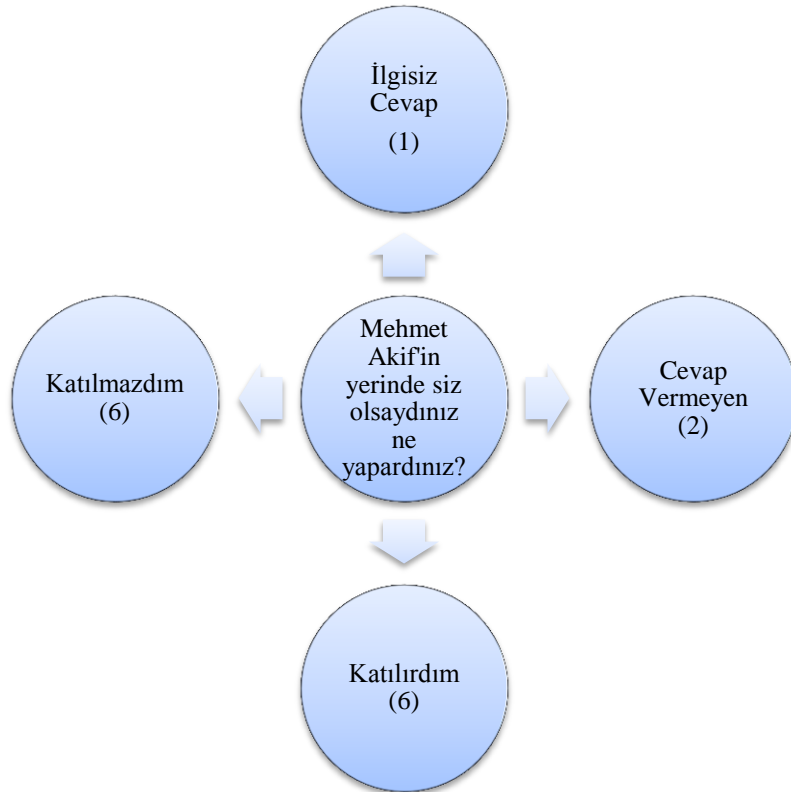 İlgisiz
Cevap
(1)
Katılmazdım
(6)
Mehmet
Akif'in
yerinde siz
olsaydınız
ne
yapardınız?
Cevap
Vermeyen
(2)
Katılırdım
(6)